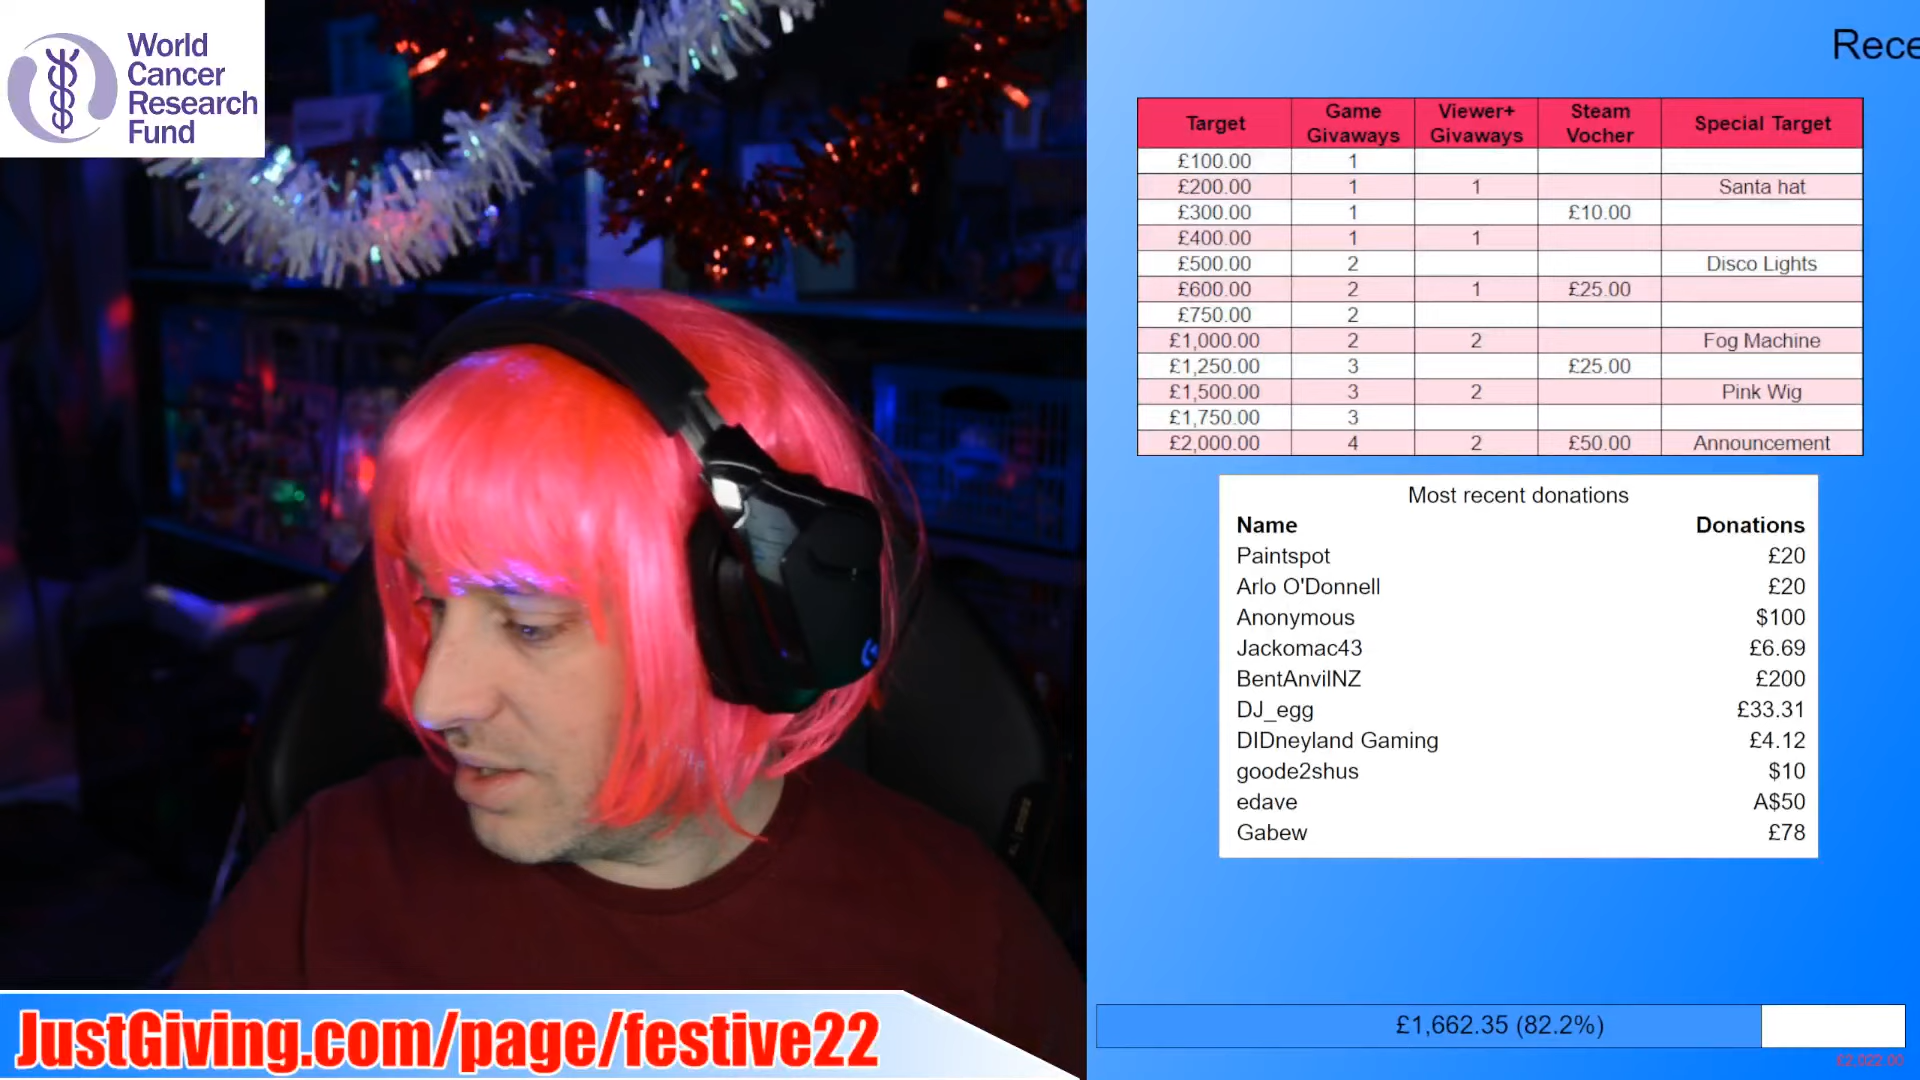 World
Cancer
Research
Fund
Rece
Target Game Givaways Viewer+ Givaways Steam Vocher Special Target
£100.00 1
£200.00 1 1 Santa hat
£300.00 1 £10.00
£400.00 1 1
£500.00 2 Disco Lights
£600.00 2 1 £25.00
£750.00 2
£1,000.00 2 2 Fog Machine
£1,250.00 3 £25.00
£1,500.00 3 2 Pink Wig
£1,750.00 3
£2,000.00 4 2 £50.00 Announcement
Most recent donations
Name Donations
Paintspot £20
Arlo O'Donnell £20
Anonymous $100
Jackomac43 £6.69
BentAnvilNZ £200
DJ_egg £33.31
DIDneyland Gaming £4.12
goode2shus $10
edave A$50
Gabew £78
£1,662.35 (82.2%)
£2,022.00
JustGiving.com/page/festive22